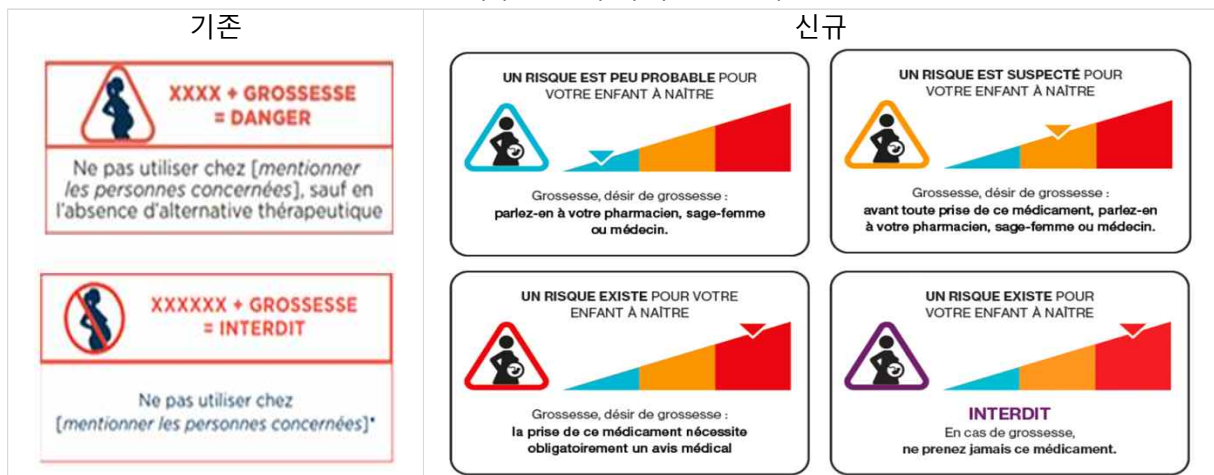 기존
신규
XXXX + GROSSESSE
= DANGER
Ne pas utiliser chez [mentionner
les personnes concernées], sauf en
l'absence d'alternative thérapeutique
XXXXXX + GROSSESSE
= INTERDIT
Ne pas utiliser chez
[mentionner les personnes concernées]*
UN RISQUE EST PEU PROBABLE POUR
VOTRE ENFANT À NAÎTRE
Grossesse, désir de grossesse :
parlez-en à votre pharmacien, sage-femme
ou médecin.
UN RISQUE EST SUSPECTÉ POUR
VOTRE ENFANT À NAÎTRE
Grossesse, désir de grossesse :
avant toute prise de ce médicament, parlez-en
à votre pharmacien, sage-femme ou médecin.
UN RISQUE EXISTE POUR VOTRE
ENFANT À NAÎTRE
Grossesse, désir de grossesse :
la prise de ce médicament nécessite
obligatoirement un avis médical
UN RISQUE EXISTE POUR
VOTRE ENFANT À NAÎTRE
INTERDIT
En cas de grossesse,
ne prenez jamais ce médicament.